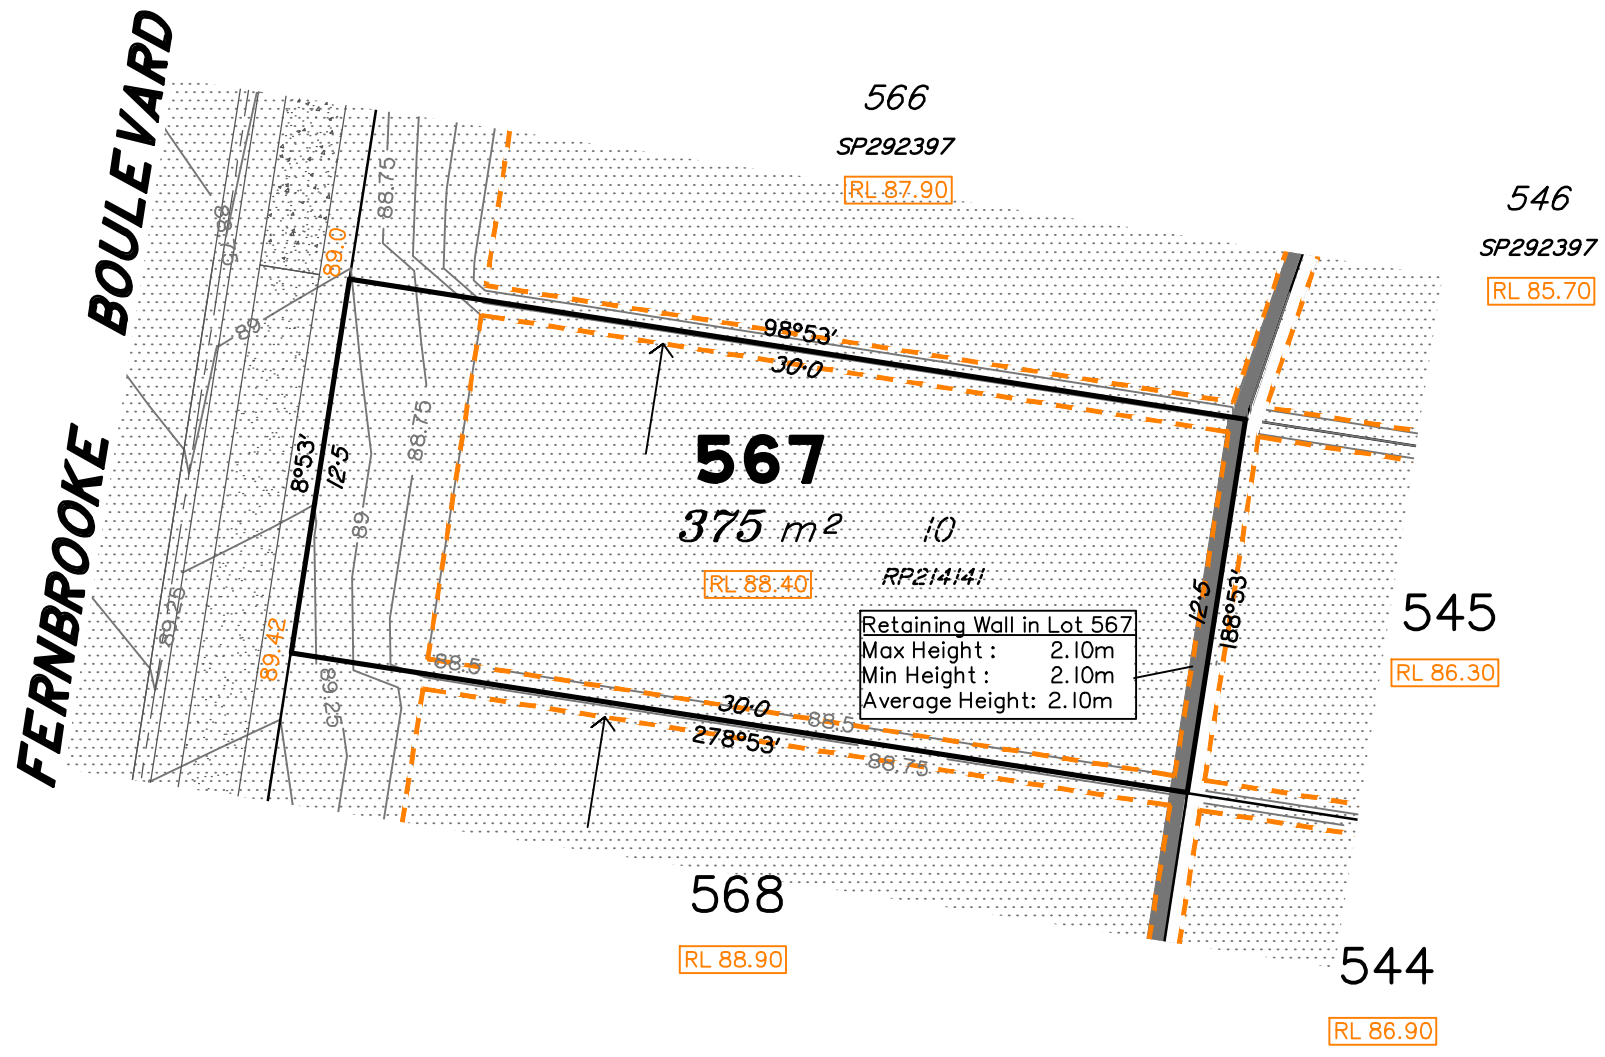 FERNBROOKE BOULEVARD
566
SP292397
RL 87.90
546
SP292397
RL 85.70
88.75
88.75
89.0
89
98°53'
30·0
88.75
8°53'
12·5
89
567
375 m²
10
RP214141
RL 88.40
Retaining Wall in Lot 567
Max Height : 2.10m
Min Height : 2.10m
Average Height: 2.10m
12·5
188°53'
545
RL 86.30
89.25
89.42
89.25
88.5
30·0
278°53'
88.5
88.75
568
RL 88.90
544
RL 86.90